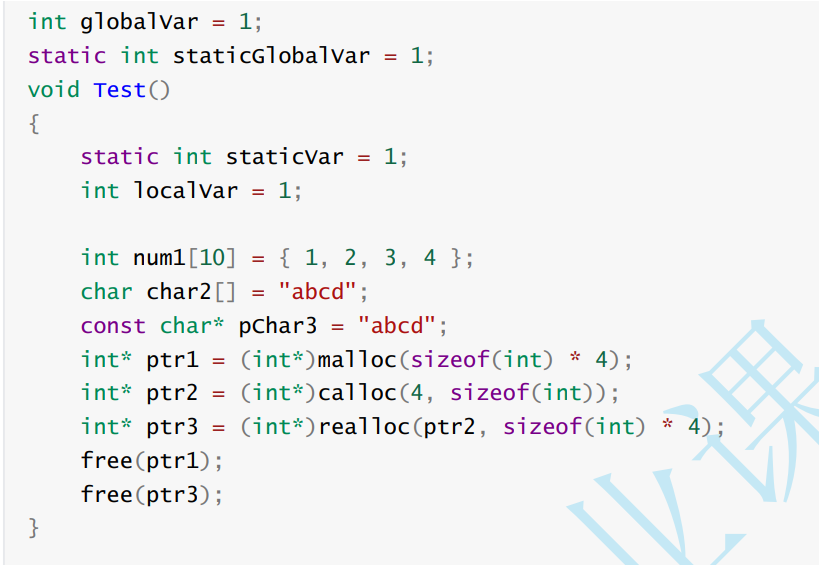 int globalVar = 1;
static int staticGlobalVar = 1;
void Test()
{
    static int staticVar = 1;
    int localVar = 1;
    int num1[10] = { 1, 2, 3, 4 };
    char char2[] = "abcd";
    const char* pChar3 = "abcd";
    int* ptr1 = (int*)malloc(sizeof(int) * 4);
    int* ptr2 = (int*)calloc(4, sizeof(int));
    int* ptr3 = (int*)realloc(ptr2, sizeof(int) * 4);
    free(ptr1);
    free(ptr3);
}
业课